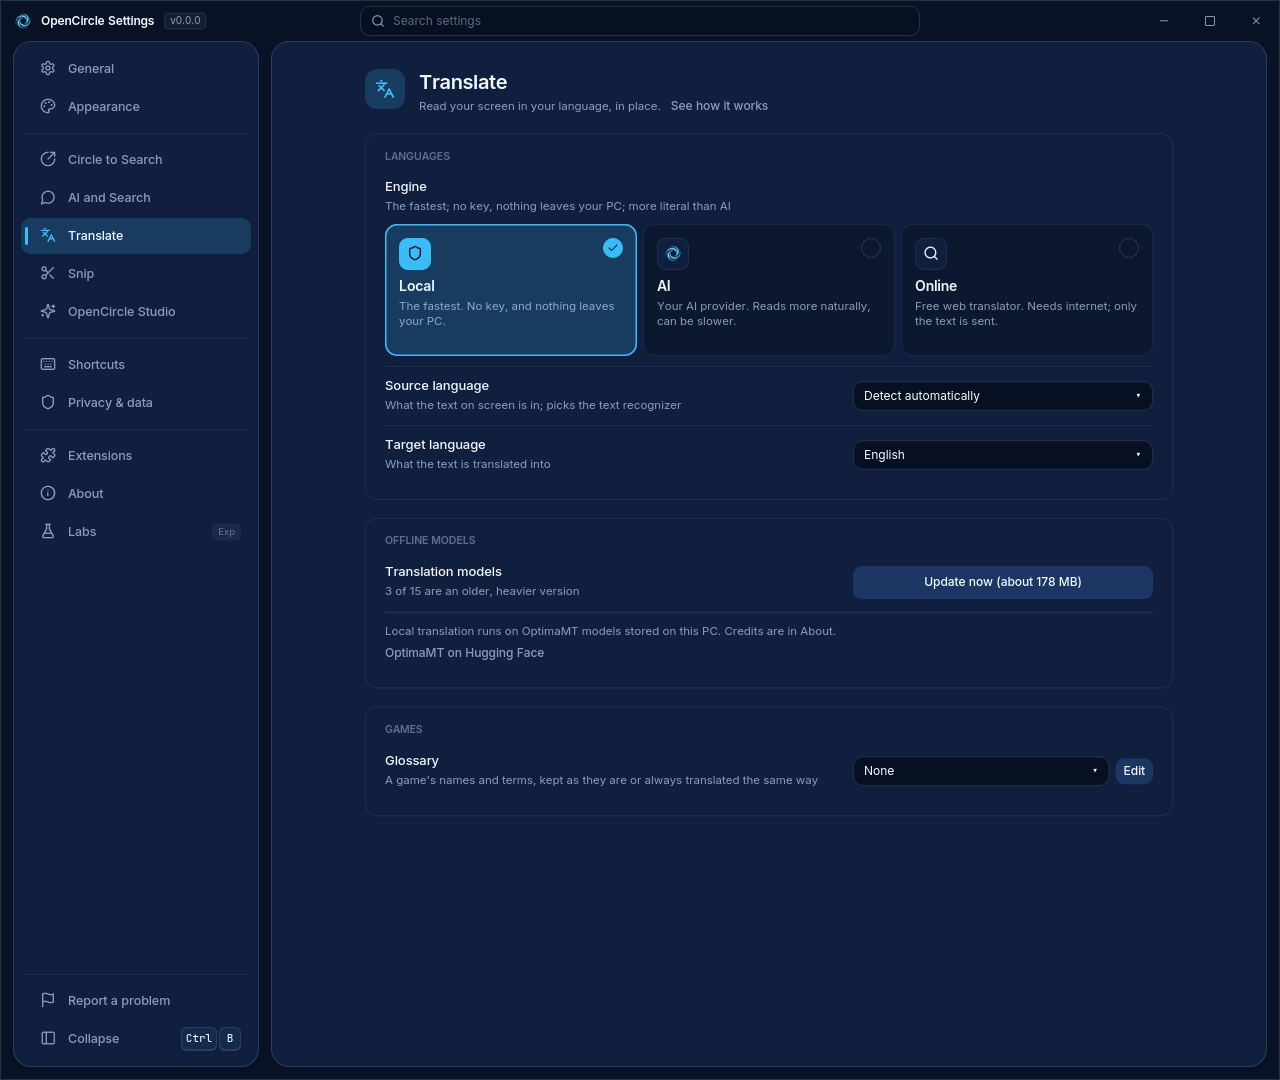 OpenCircle Settings v0.0.0
Search settings
General
Appearance
Circle to Search
AI and Search
Translate
Snip
OpenCircle Studio
Shortcuts
Privacy & data
Extensions
About
Labs Exp
Report a problem
Collapse Ctrl B
Translate
Read your screen in your language, in place. See how it works
LANGUAGES
Engine
The fastest; no key, nothing leaves your PC; more literal than AI
Local
The fastest. No key, and nothing leaves
your PC.
AI
Your AI provider. Reads more naturally,
can be slower.
Online
Free web translator. Needs internet; only
the text is sent.
Source language
What the text on screen is in; picks the text recognizer
Detect automatically
Target language
What the text is translated into
English
OFFLINE MODELS
Translation models
3 of 15 are an older, heavier version
Update now (about 178 MB)
Local translation runs on OptimaMT models stored on this PC. Credits are in About.
OptimaMT on Hugging Face
GAMES
Glossary
A game's names and terms, kept as they are or always translated the same way
None
Edit